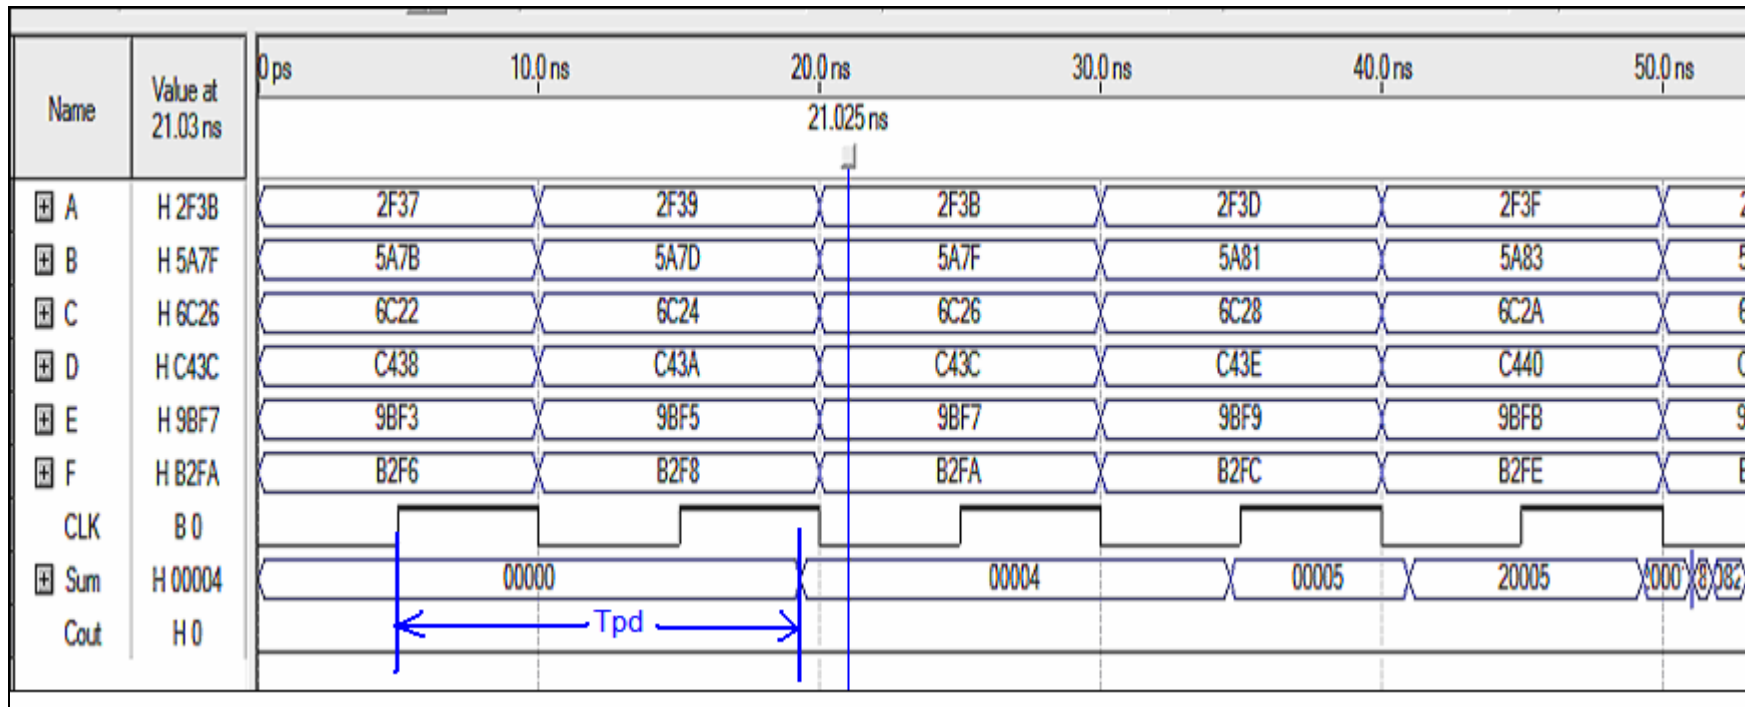 0 ps 10.0 ns 20.0 ns 30.0 ns 40.0 ns 50.0 ns
Name Value at 21.03 ns
21.025 ns
A H 2F3B 2F37 2F39 2F3B 2F3D 2F3F
B H 5A7F 5A7B 5A7D 5A7F 5A81 5A83
C H 6C26 6C22 6C24 6C26 6C28 6C2A
D H C43C C438 C43A C43C C43E C440
E H 9BF7 9BF3 9BF5 9BF7 9BF9 9BFB
F H B2FA B2F6 B2F8 B2FA B2FC B2FE
CLK B 0
Sum H 00004 00000 00004 00005 20005
Cout H 0
Tpd